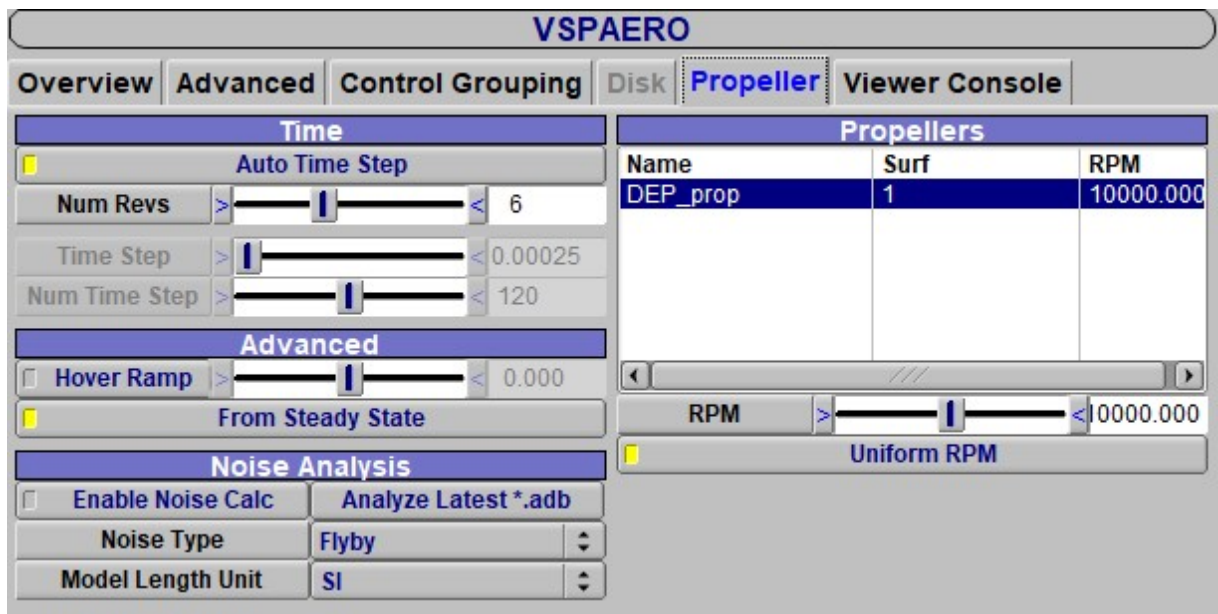 VSPAERO
Overview Advanced Control Grouping Disk Propeller Viewer Console
Time
Auto Time Step
Num Revs > < 6
Time Step > < 0.00025
Num Time Step > < 120
Advanced
Hover Ramp > < 0.000
From Steady State
Noise Analysis
Enable Noise Calc Analyze Latest *.adb
Noise Type Flyby
Model Length Unit SI
Propellers
Name Surf RPM
DEP_prop 1 10000.000
RPM > < 10000.000
Uniform RPM